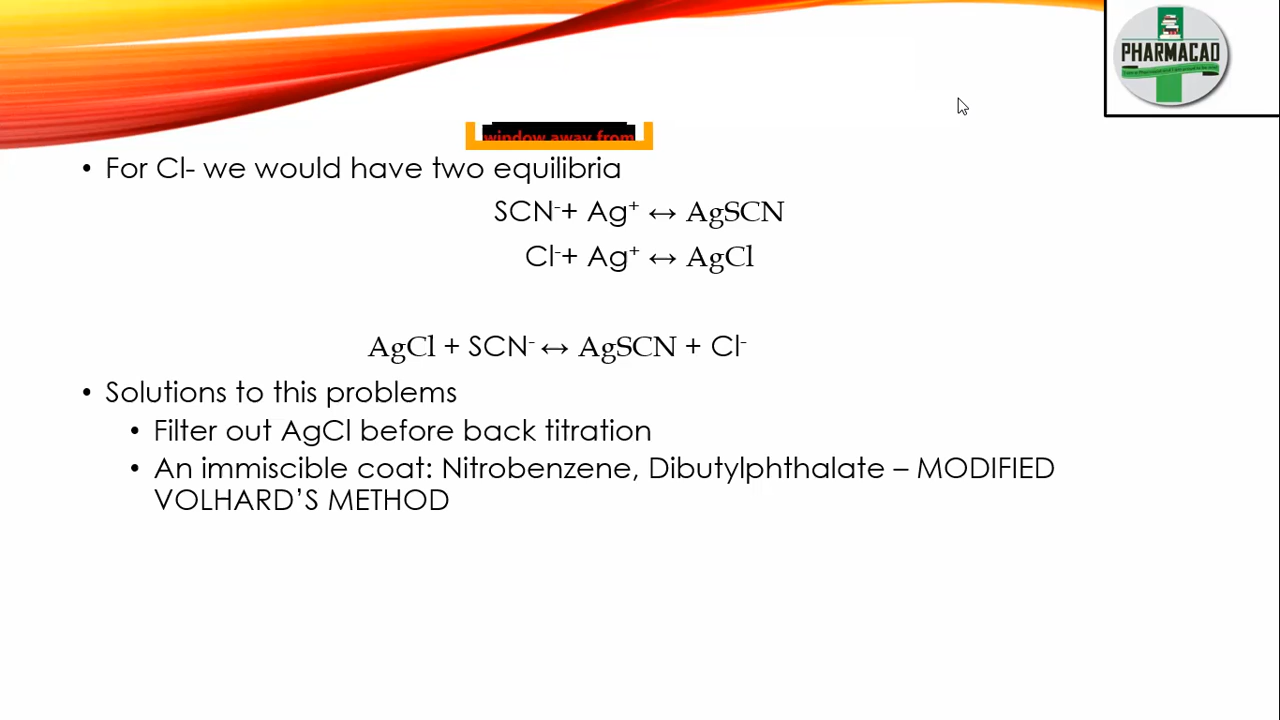 PHARMACAD
window away from
• For Cl- we would have two equilibria
SCN⁻+ Ag⁺ ↔ AgSCN
Cl⁻+ Ag⁺ ↔ AgCl
AgCl + SCN⁻ ↔ AgSCN + Cl⁻
• Solutions to this problems
• Filter out AgCl before back titration
• An immiscible coat: Nitrobenzene, Dibutylphthalate – MODIFIED
VOLHARD’S METHOD